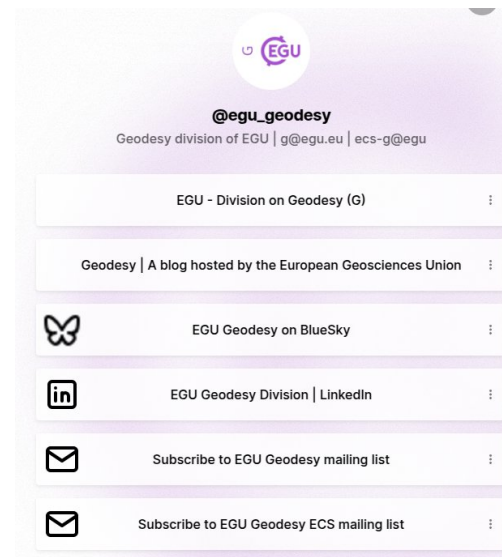 G EGU
@egu_geodesy
Geodesy division of EGU | g@egu.eu | ecs-g@egu
EGU - Division on Geodesy (G)
Geodesy | A blog hosted by the European Geosciences Union
EGU Geodesy on BlueSky
in EGU Geodesy Division | LinkedIn
Subscribe to EGU Geodesy mailing list
Subscribe to EGU Geodesy ECS mailing list